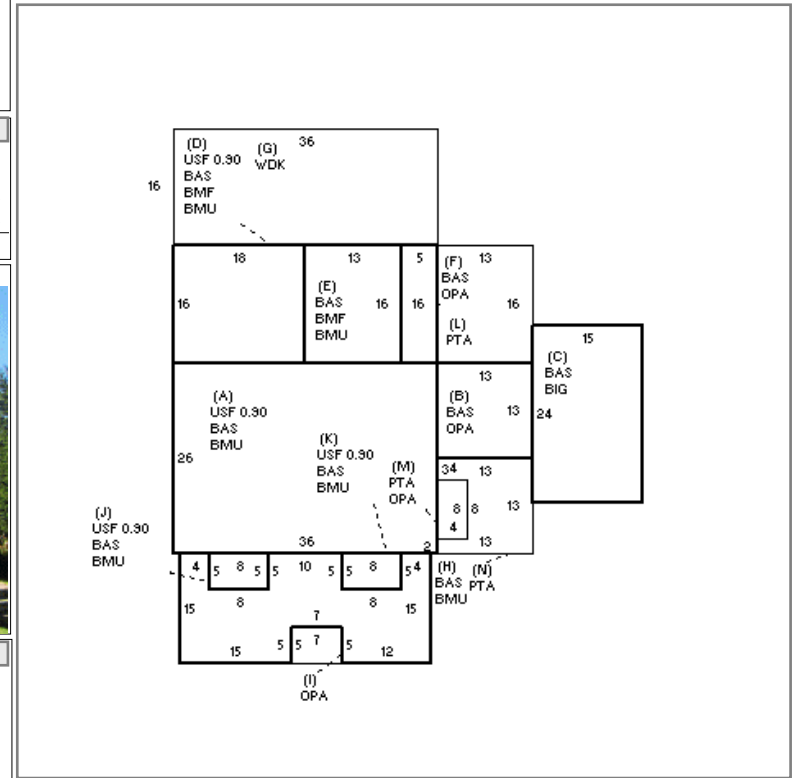 (D)
USF 0.90
BAS
BMF
BMU
(G)
WDK
36
16
18
13
5
(F)
BAS
OPA
13
16
(E)
BAS
BMF
BMU
16
16
16
(L)
PTA
15
(C)
BAS
BIG
24
13
(B)
BAS
OPA
13
(A)
USF 0.90
BAS
BMU
26
(K)
USF 0.90
BAS
BMU
(M)
PTA
OPA
34
13
8
8
4
13
13
36
2
(J)
USF 0.90
BAS
BMU
(H)
BAS
BMU
(N)
PTA
4
5
8
5
5
10
5
5
8
5
4
15
8
8
15
7
15
5
5
7
5
12
(I)
OPA